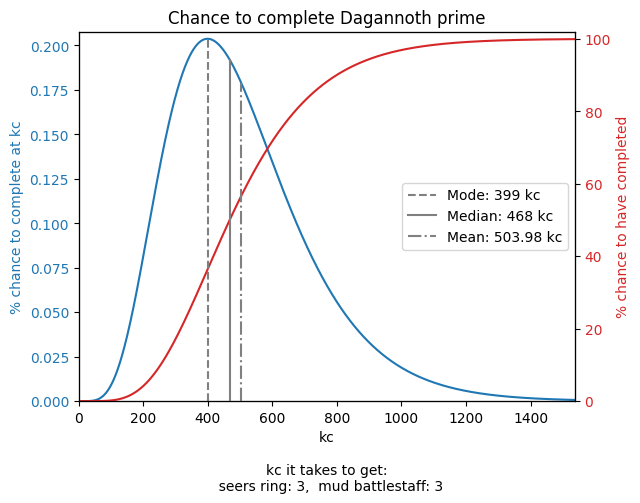 Chance to complete Dagannoth prime
% chance to complete at kc
0.200
0.175
0.150
0.125
0.100
0.075
0.050
0.025
0.000
100
80
60
40
20
0
% chance to have completed
Mode: 399 kc
Median: 468 kc
Mean: 503.98 kc
0 200 400 600 800 1000 1200 1400
kc
kc it takes to get:
seers ring: 3, mud battlestaff: 3